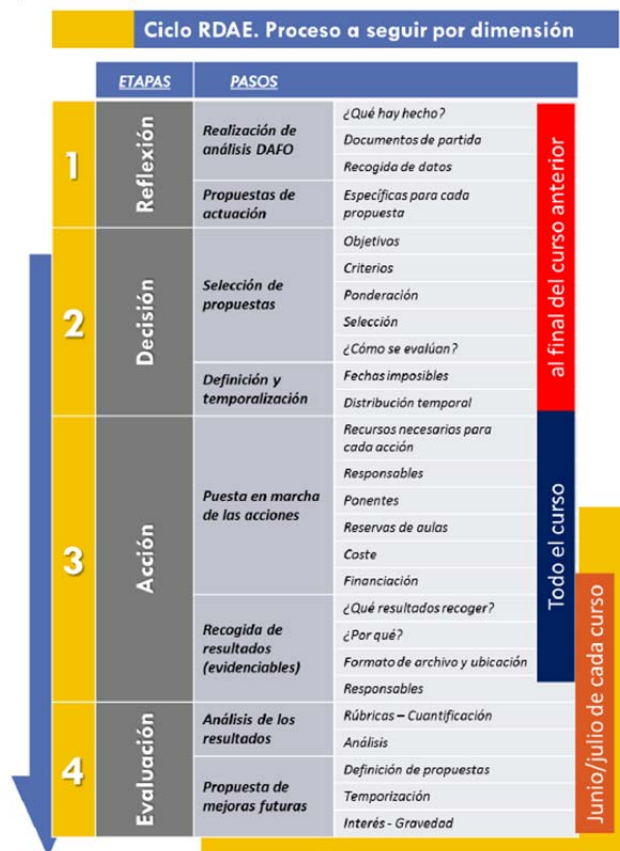 Ciclo RDAE. Proceso a seguir por dimensión
ETAPAS
PASOS
1
Reflexión
Realización de
análisis DAFO
¿Qué hay hecho?
Documentos de partida
Recogida de datos
Propuestas de
actuación
Específicas para cada
propuesta
2
Decisión
Selección de
propuestas
Objetivos
Criterios
Ponderación
Selección
¿Cómo se evalúan?
Definición y
temporalización
Fechas imposibles
Distribución temporal
al final del curso anterior
3
Acción
Puesta en marcha
de las acciones
Recursos necesarios para
cada acción
Responsables
Ponentes
Reservas de aulas
Coste
Financiación
Recogida de
resultados
(evidenciables)
¿Qué resultados recoger?
¿Por qué?
Formato de archivo y ubicación
Responsables
Todo el curso
4
Evaluación
Análisis de los
resultados
Rúbricas – Cuantificación
Análisis
Propuesta de
mejoras futuras
Definición de propuestas
Temporización
Interés - Gravedad
Junio/julio de cada curso